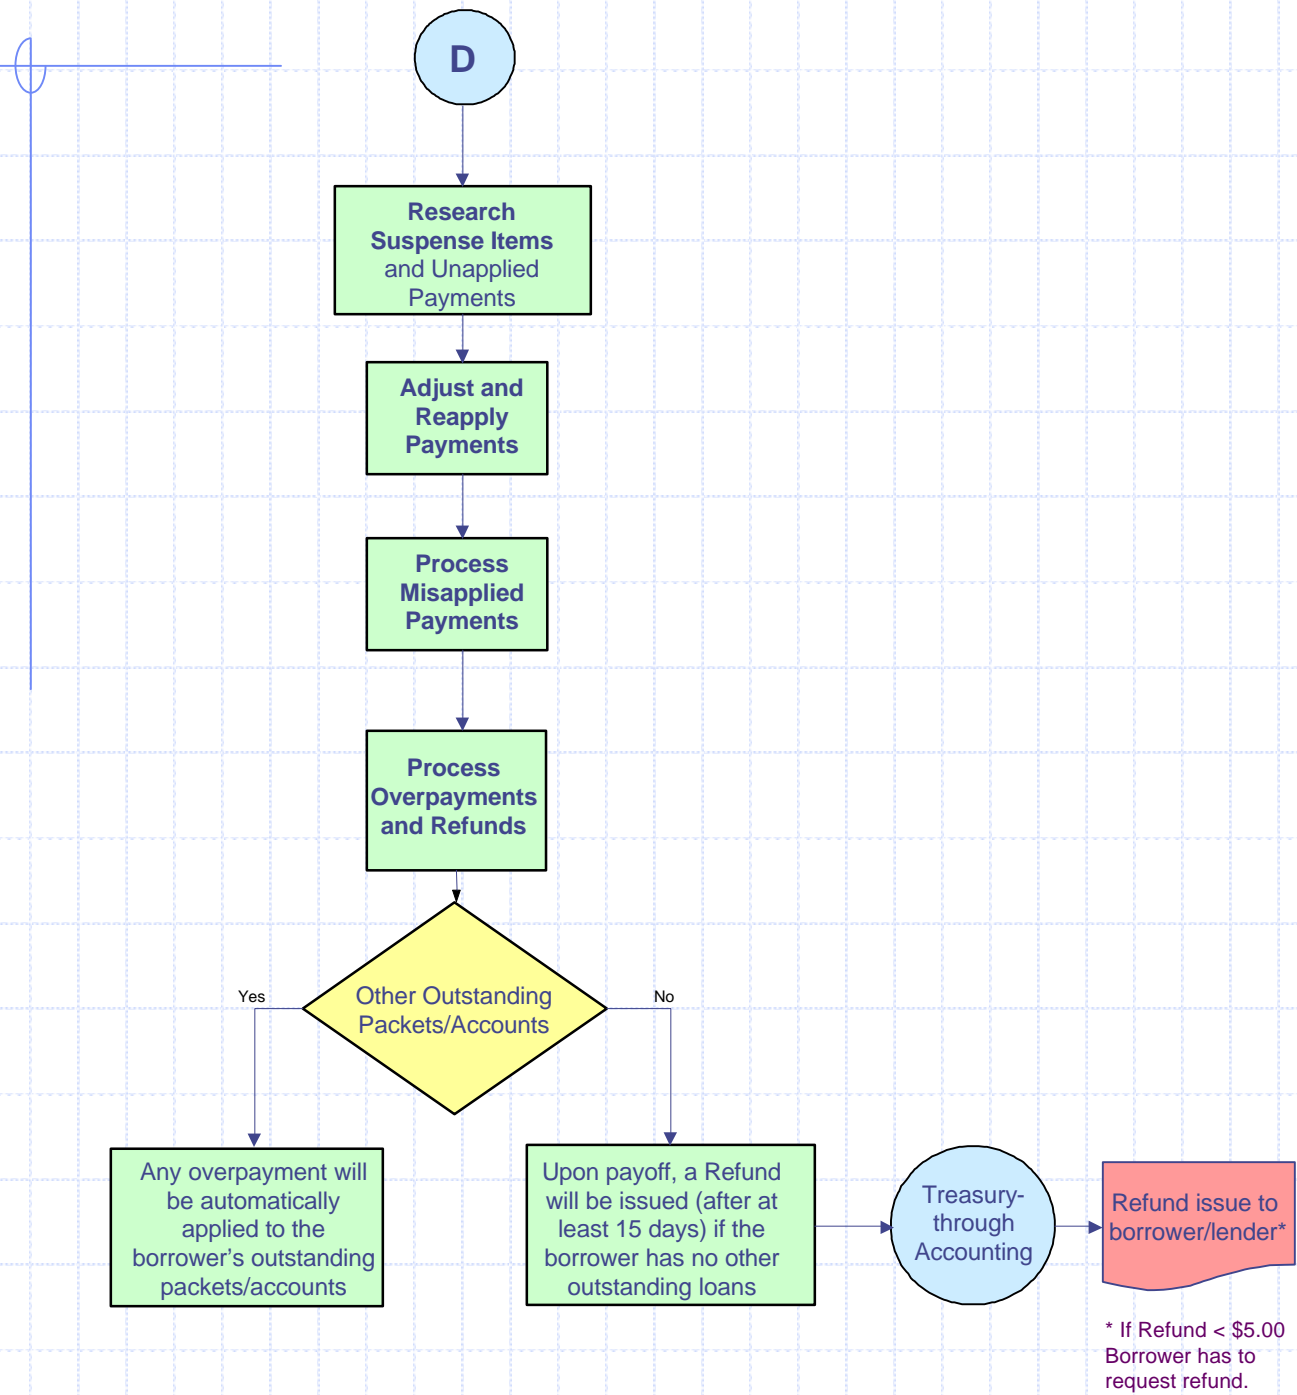 D
Research
Suspense Items
and Unapplied
Payments
Adjust and
Reapply
Payments
Process
Misapplied
Payments
Process
Overpayments
and Refunds
Other Outstanding
Packets/Accounts
Yes
No
Any overpayment will
be automatically
applied to the
borrower’s outstanding
packets/accounts
Upon payoff, a Refund
will be issued (after at
least 15 days) if the
borrower has no other
outstanding loans
Treasury-
through
Accounting
Refund issue to
borrower/lender*
* If Refund < $5.00
Borrower has to
request refund.